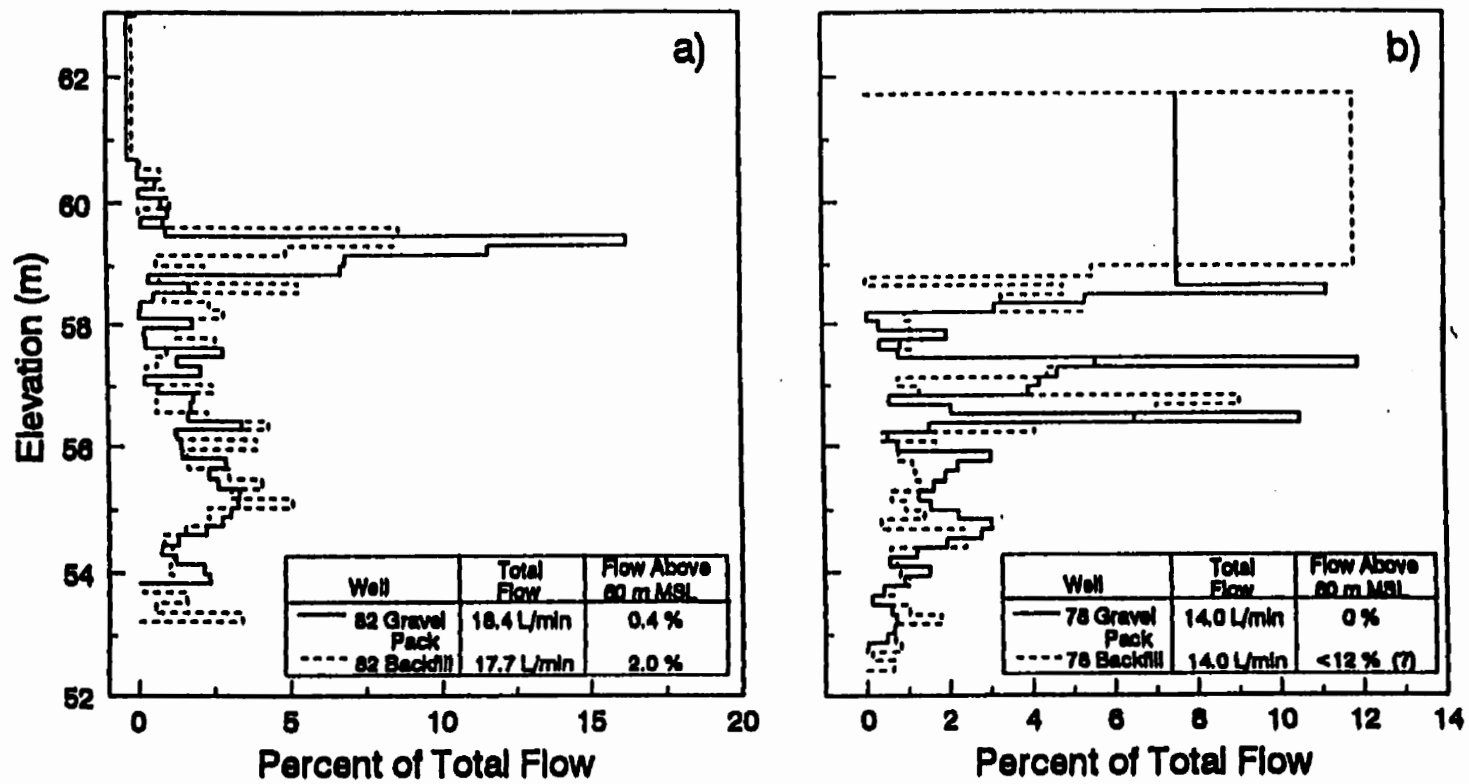 a)
b)
Elevation (m)
62
60
58
56
54
52
0 5 10 15 20
Percent of Total Flow
0 2 4 6 8 10 12 14
Percent of Total Flow
Well Total Flow Flow Above 60 m MSL
82 Gravel Pack 18.4 L/min 0.4 %
82 Backfill 17.7 L/min 2.0 %
Well Total Flow Flow Above 60 m MSL
78 Gravel Pack 14.0 L/min 0 %
78 Backfill 14.0 L/min <12 % (?)